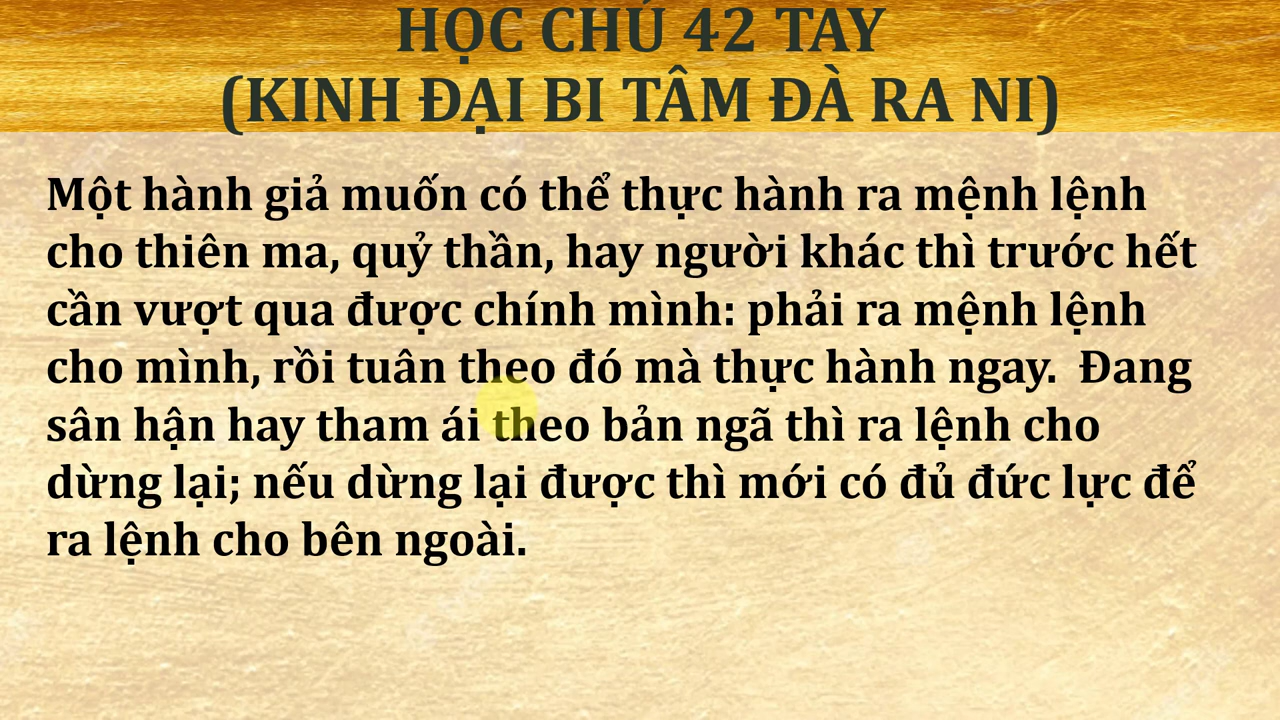 HỌC CHÚ 42 TAY
(KINH ĐẠI BI TÂM ĐÀ RA NI)
Một hành giả muốn có thể thực hành ra mệnh lệnh
cho thiên ma, quỷ thần, hay người khác thì trước hết
cần vượt qua được chính mình: phải ra mệnh lệnh
cho mình, rồi tuân theo đó mà thực hành ngay.  Đang
sân hận hay tham ái theo bản ngã thì ra lệnh cho
dừng lại; nếu dừng lại được thì mới có đủ đức lực để
ra lệnh cho bên ngoài.